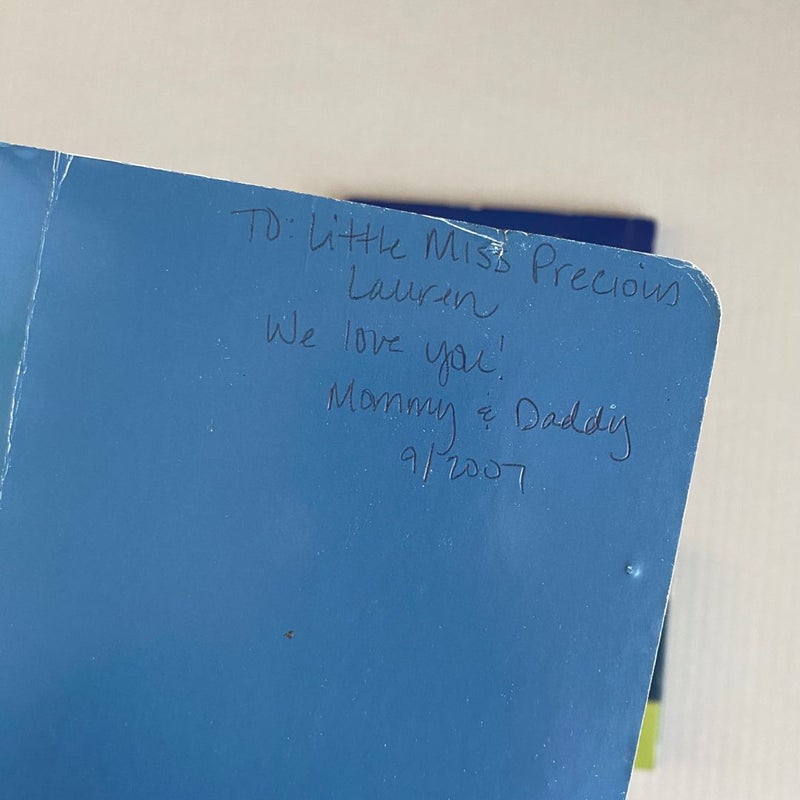 TO: Little Miss Precious
Lauren
We love you!
Mommy & Daddy
9/2007